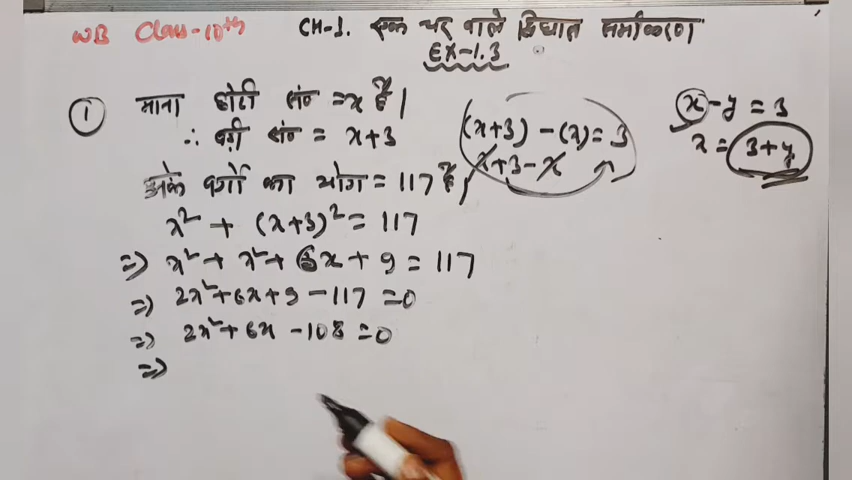 WB Class-10th CH-1. एक चर वाले द्विघात समीकरण
EX-1.3
① माना छोटी सं० = x है।
∴ बड़ी सं० = x+3
(x+3) - (x) = 3
x+3-x
x - y = 3
x = 3+y
वर्गों का योग = 117 है,
x² + (x+3)² = 117
⇒ x² + x² + 6x + 9 = 117
⇒ 2x²+6x+9-117 = 0
⇒ 2x²+6x-108 = 0
⇒